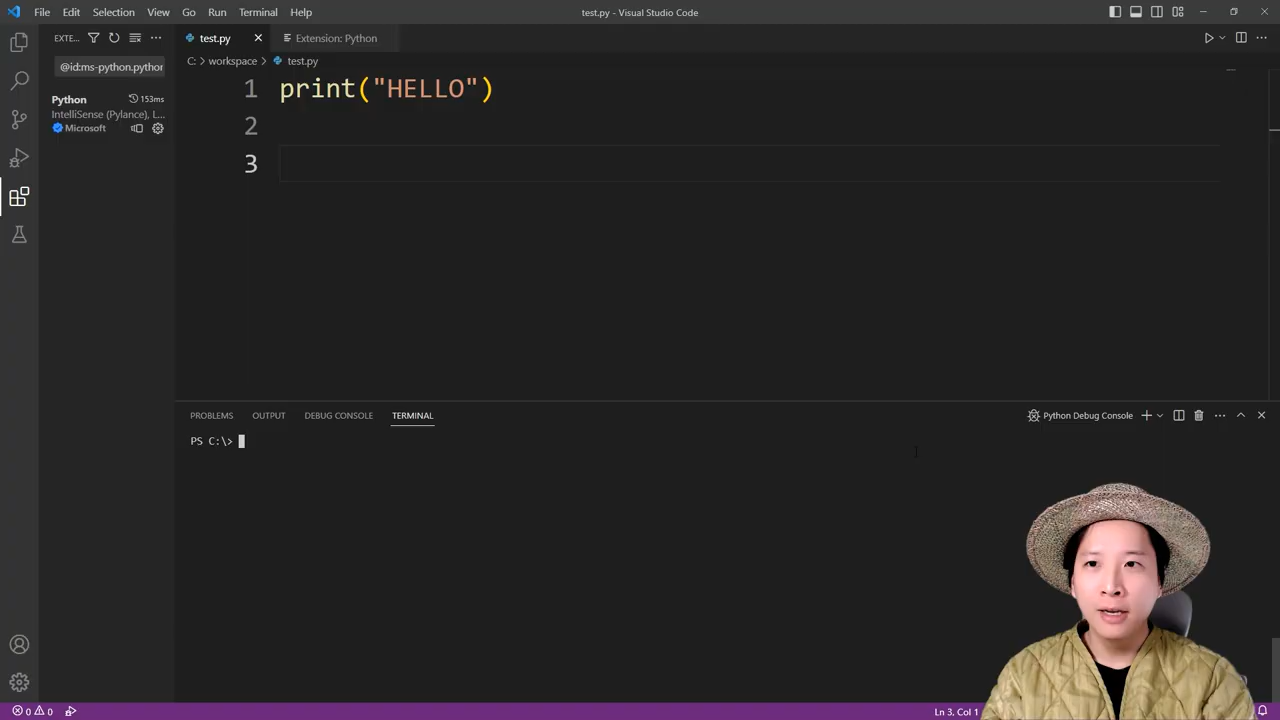 File Edit Selection View Go Run Terminal Help
test.py - Visual Studio Code
EXTE...
test.py
Extension: Python
@id:ms-python.python
C: > workspace > test.py
Python
153ms
IntelliSense (Pylance), L...
Microsoft
1 print("HELLO")
2
3
PROBLEMS OUTPUT DEBUG CONSOLE TERMINAL
Python Debug Console
PS C:\>
0 0
Ln 3, Col 1